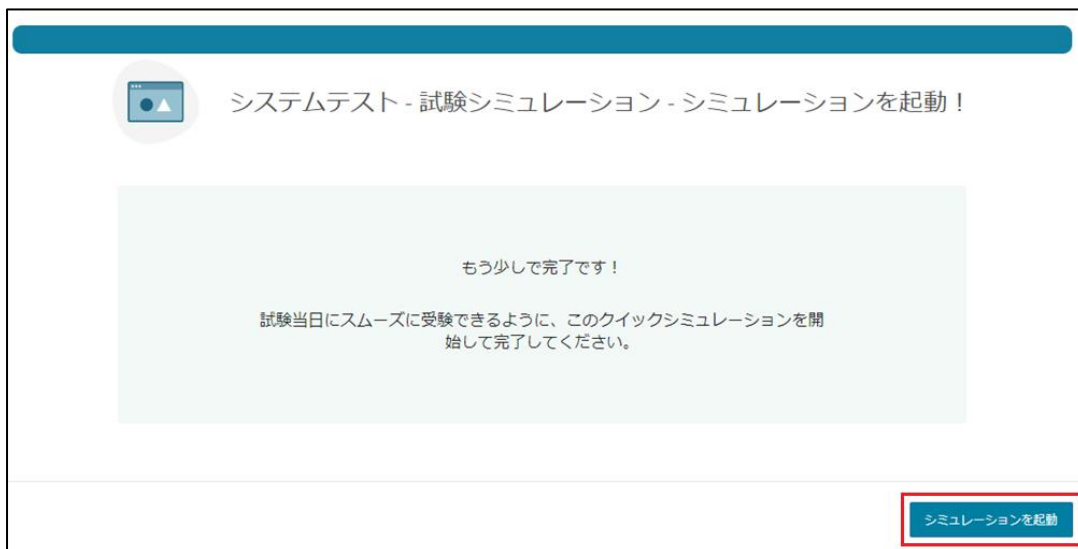 システムテスト - 試験シミュレーション - シミュレーションを起動！
もう少しで完了です！
試験当日にスムーズに受験できるように、このクイックシミュレーションを開
始して完了してください。
シミュレーションを起動